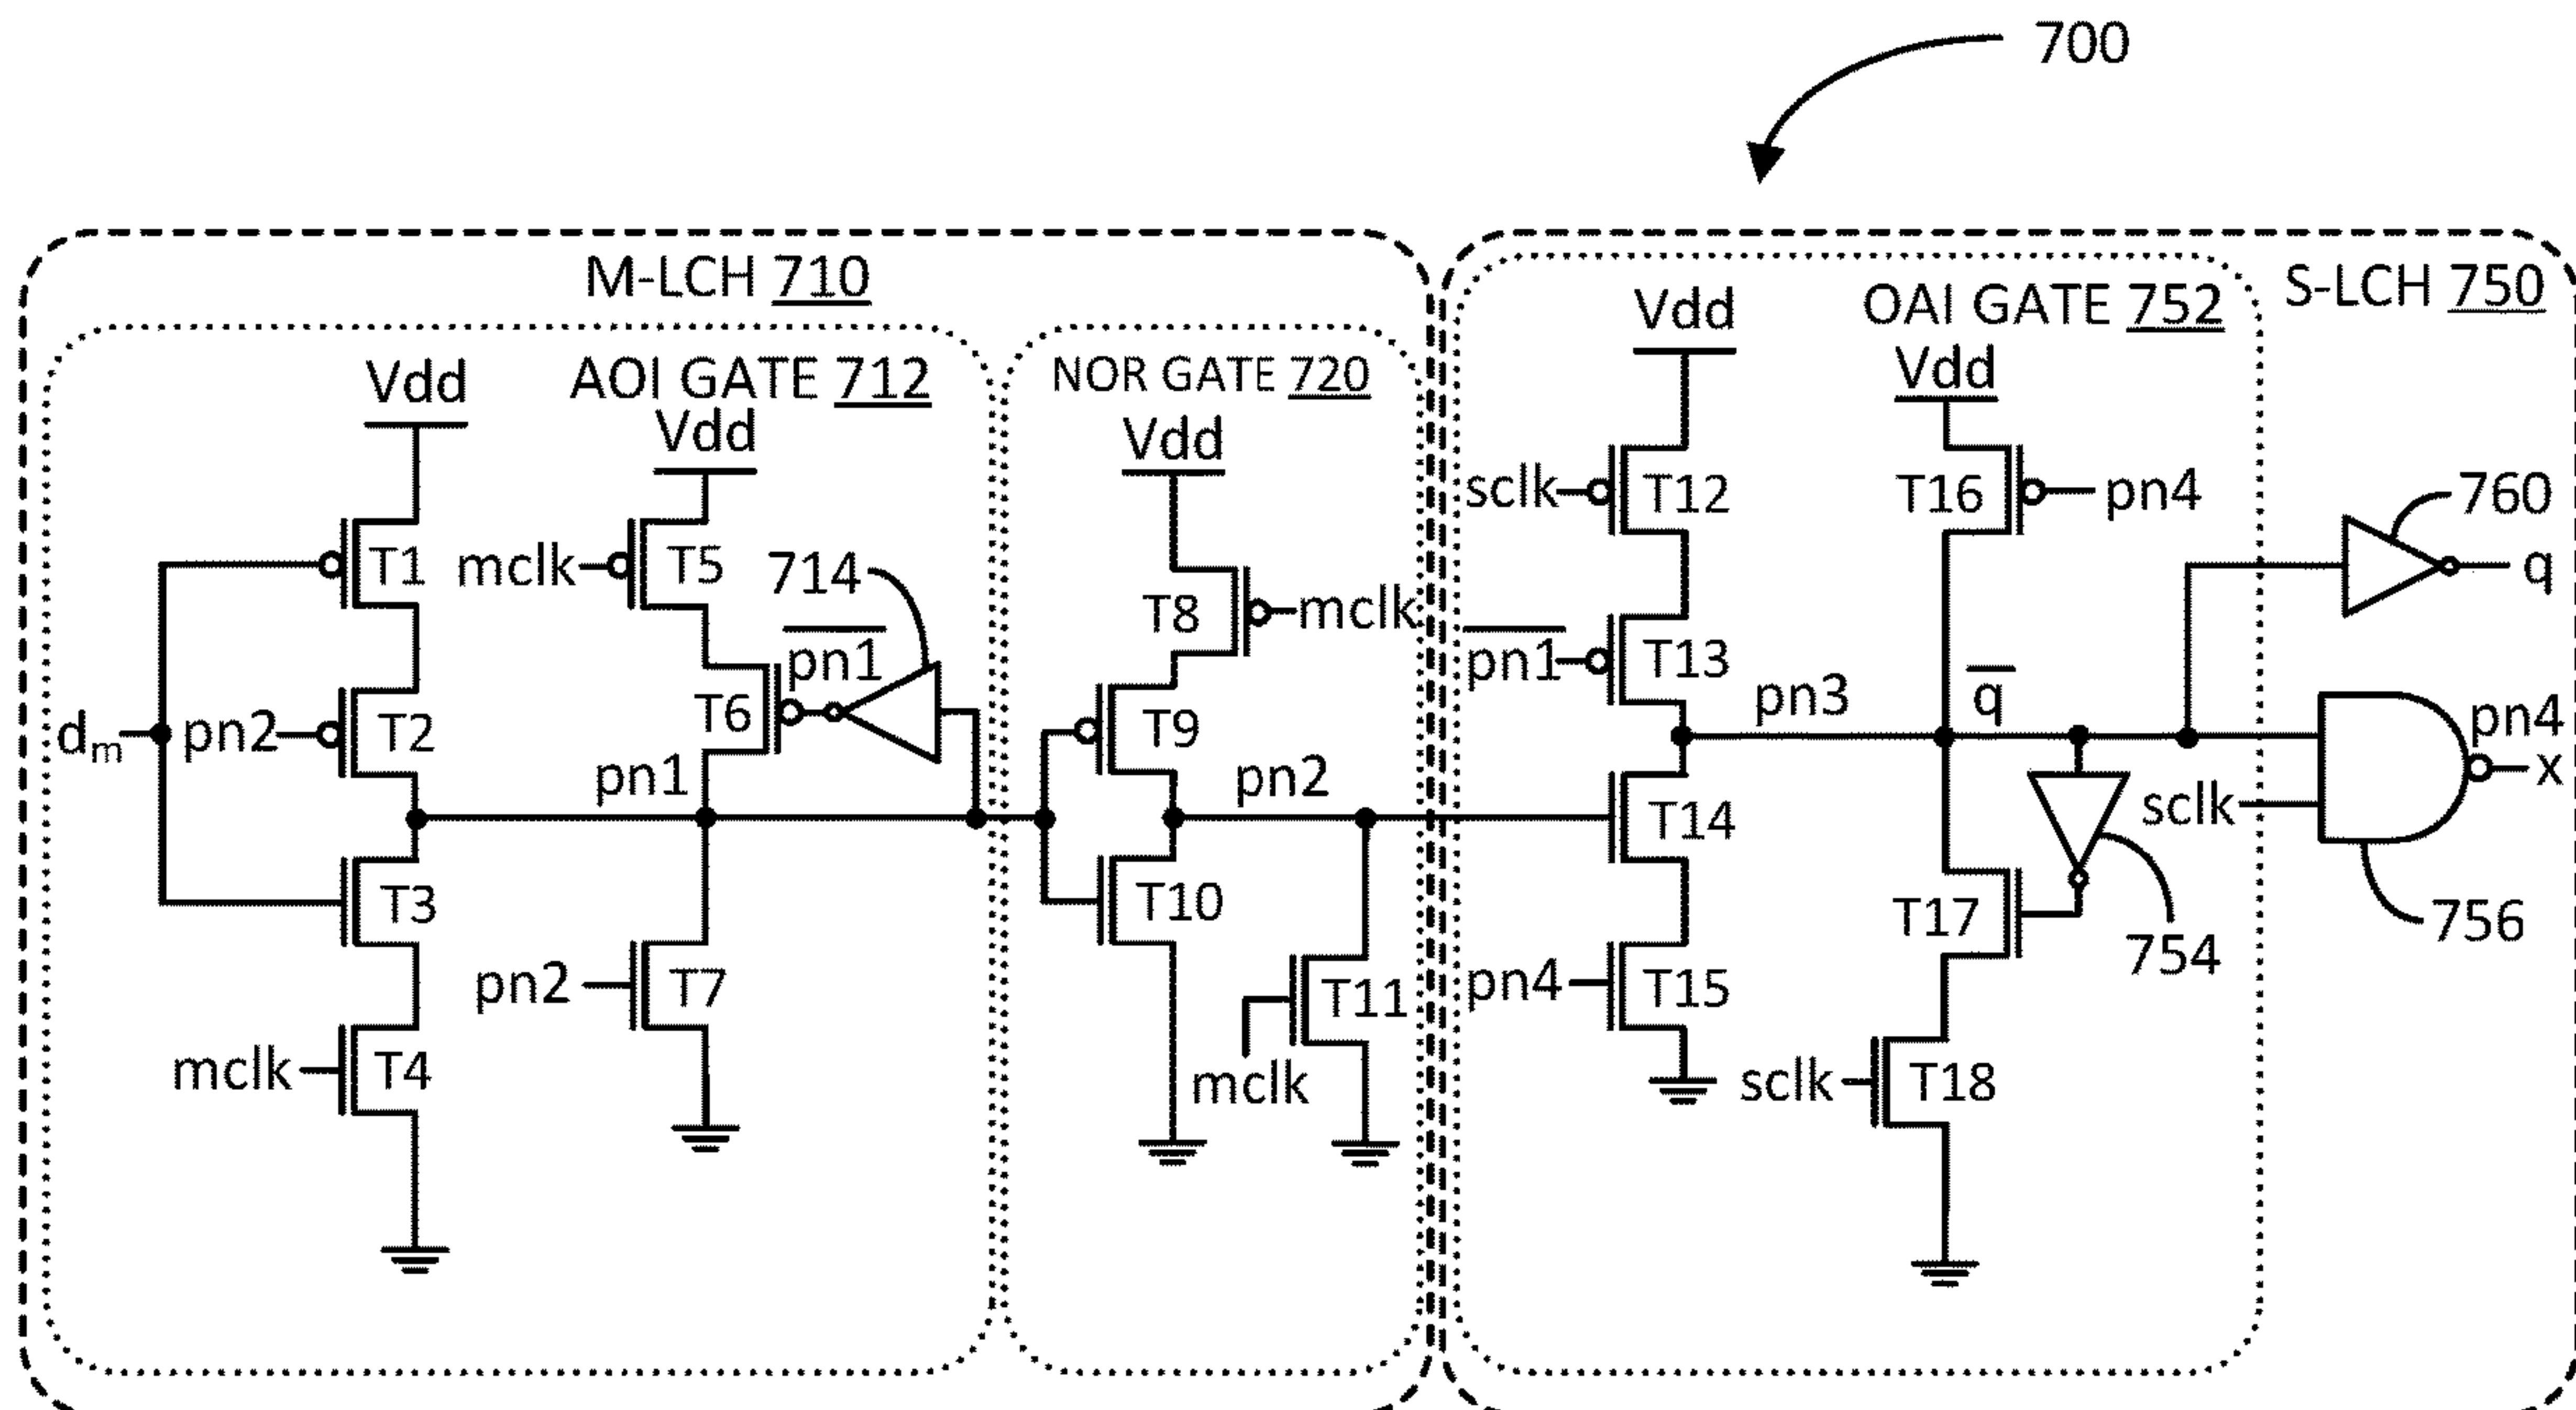 700
M-LCH 710
S-LCH 750
AOI GATE 712
NOR GATE 720
OAI GATE 752
Vdd
Vdd
Vdd
Vdd
Vdd
dm
T1
pn2
T2
T3
mclk
T4
mclk
T5
714
T6
p̅n̅1̅
pn1
pn2
T7
T8
mclk
T9
pn2
T10
T11
mclk
sclk
T12
p̅n̅1̅
T13
pn3
T14
pn4
T15
T16
pn4
q̅
T17
754
sclk
T18
760
q
sclk
pn4
x
756